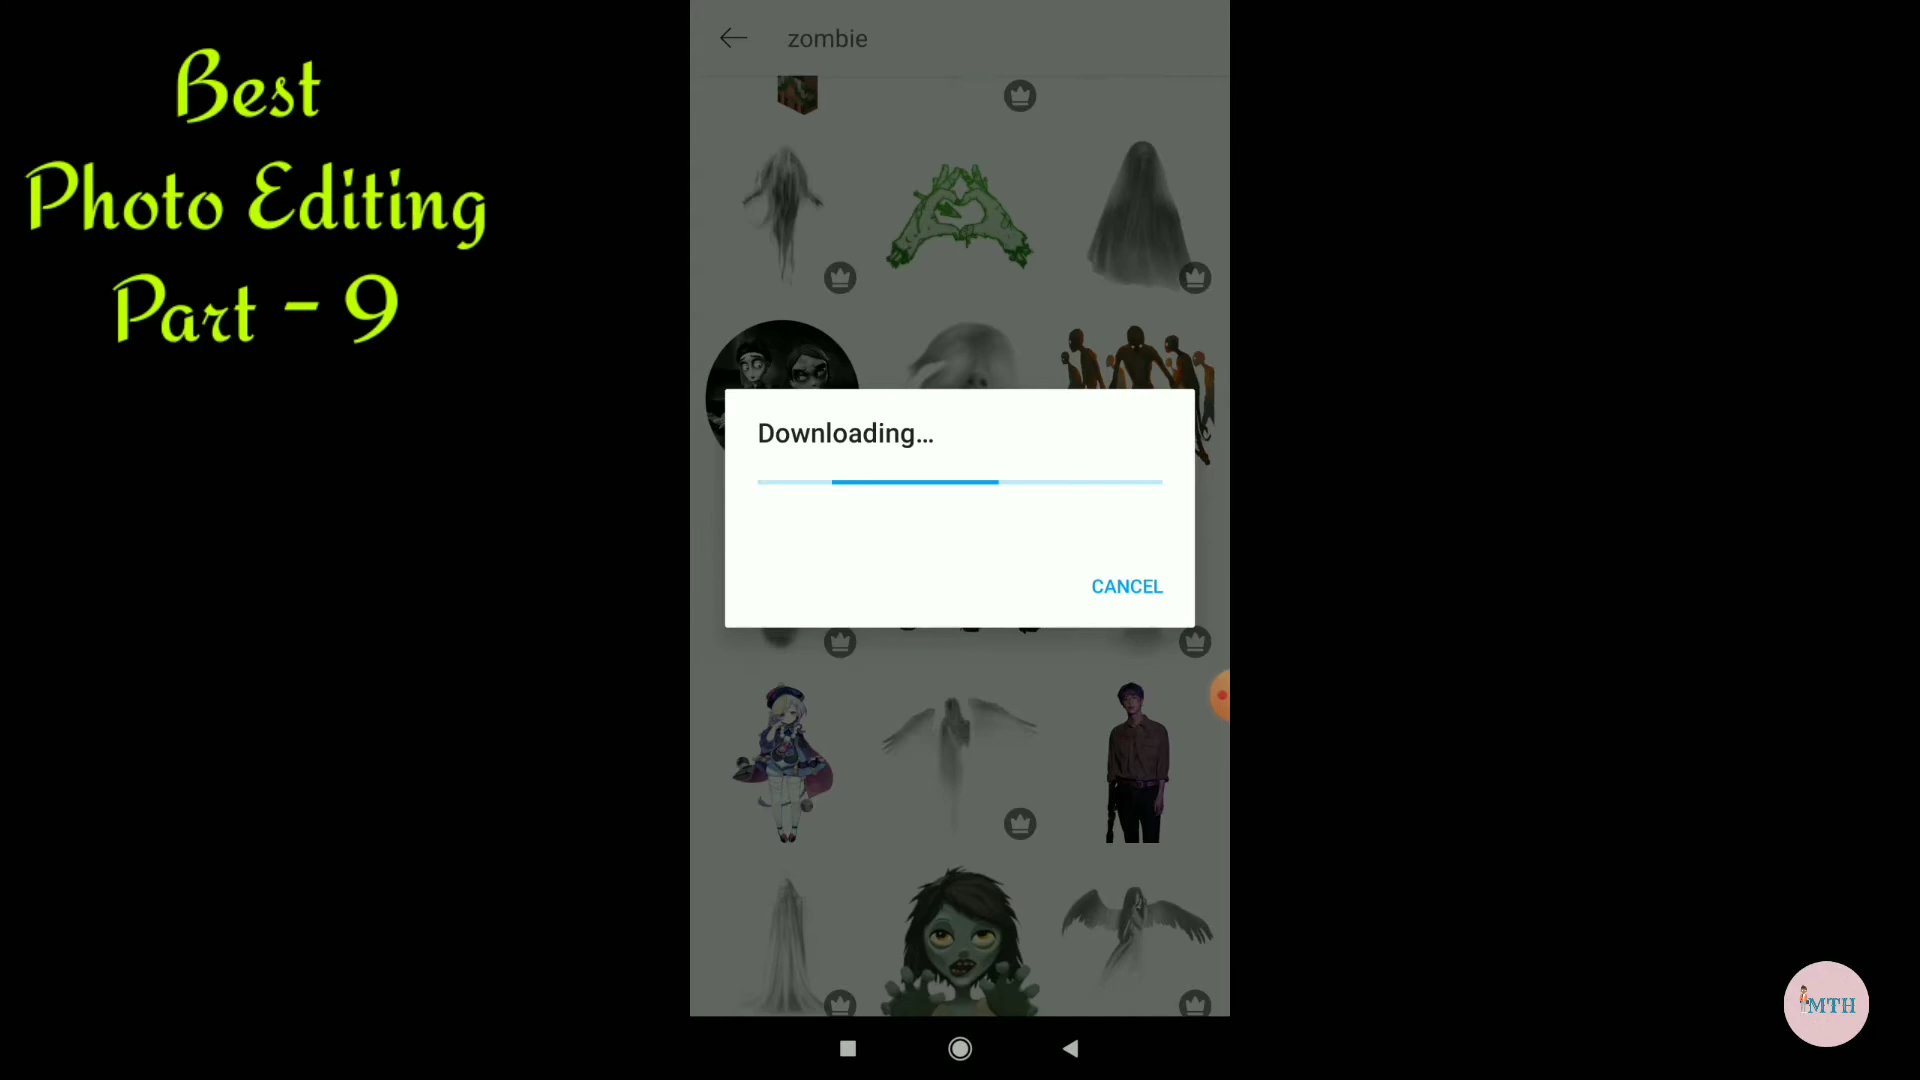 Best
Photo Editing
Part - 9
zombie
Downloading...
CANCEL
MTH